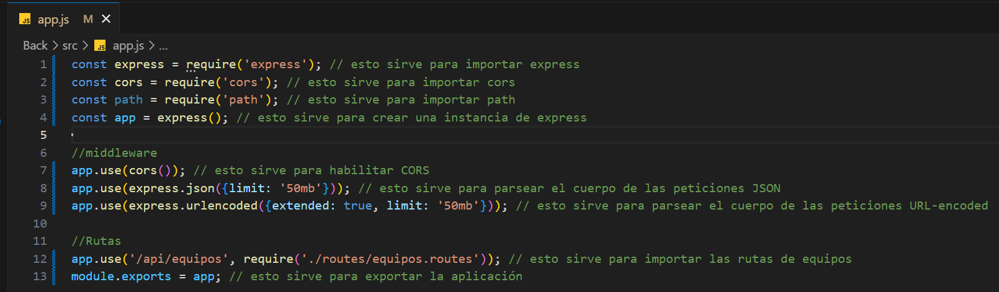 JS app.js M
Back > src > JS app.js > ...
1 const express = require('express'); // esto sirve para importar express
2 const cors = require('cors'); // esto sirve para importar cors
3 const path = require('path'); // esto sirve para importar path
4 const app = express(); // esto sirve para crear una instancia de express
5
6 //middleware
7 app.use(cors()); // esto sirve para habilitar CORS
8 app.use(express.json({limit: '50mb'})); // esto sirve para parsear el cuerpo de las peticiones JSON
9 app.use(express.urlencoded({extended: true, limit: '50mb'})); // esto sirve para parsear el cuerpo de las peticiones URL-encoded
10
11 //Rutas
12 app.use('/api/equipos', require('./routes/equipos.routes')); // esto sirve para importar las rutas de equipos
13 module.exports = app; // esto sirve para exportar la aplicación